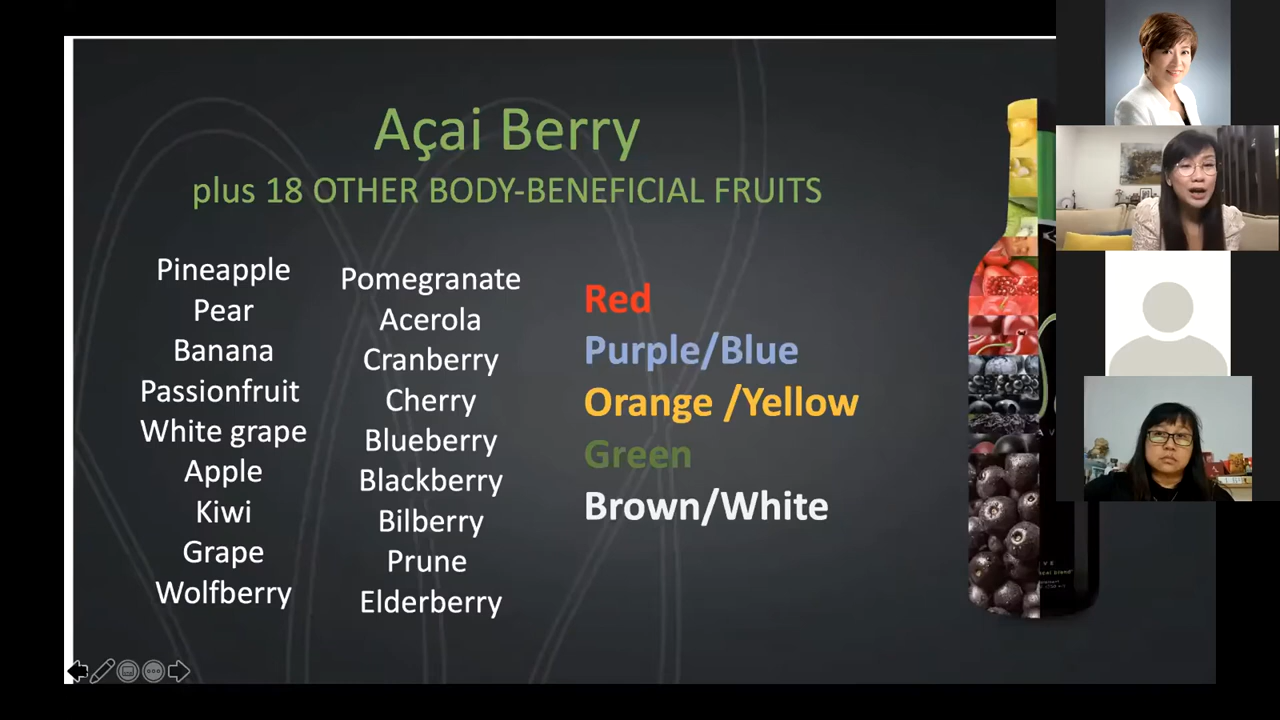 Açai Berry
plus 18 OTHER BODY-BENEFICIAL FRUITS
Pineapple
Pear
Banana
Passionfruit
White grape
Apple
Kiwi
Grape
Wolfberry
Pomegranate
Acerola
Cranberry
Cherry
Blueberry
Blackberry
Bilberry
Prune
Elderberry
Red
Purple/Blue
Orange /Yellow
Green
Brown/White